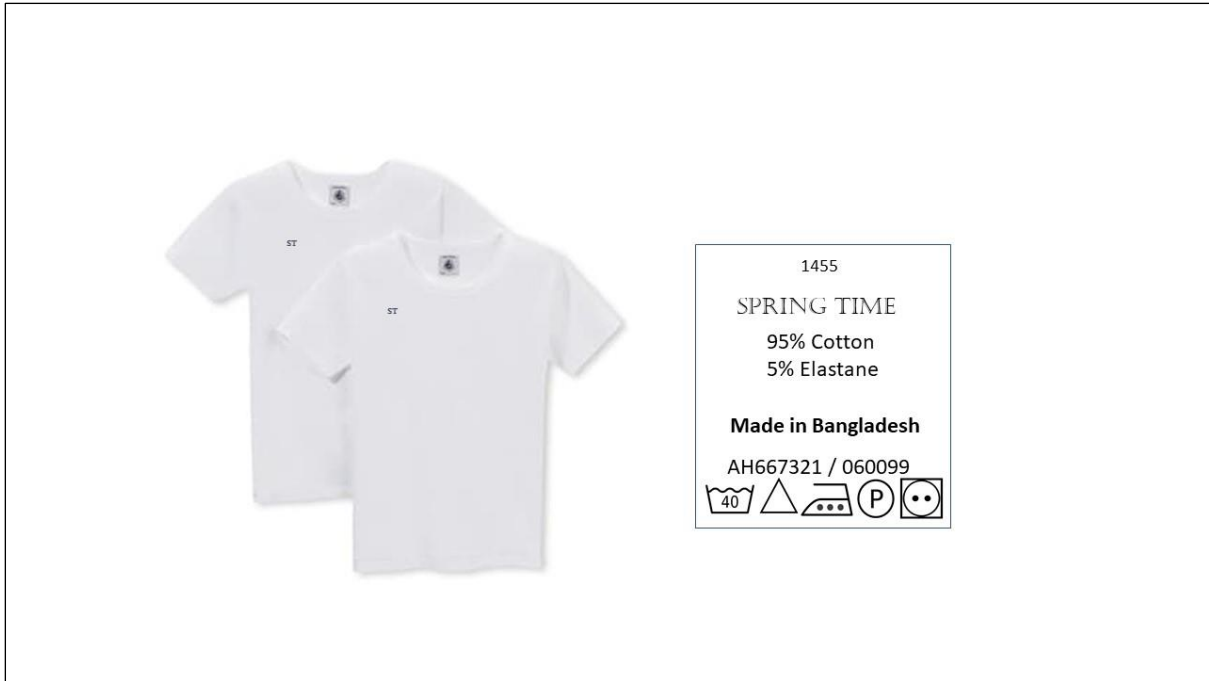 ST
ST
1455
SPRING TIME
95% Cotton
5% Elastane
Made in Bangladesh
AH667321 / 060099
40
P